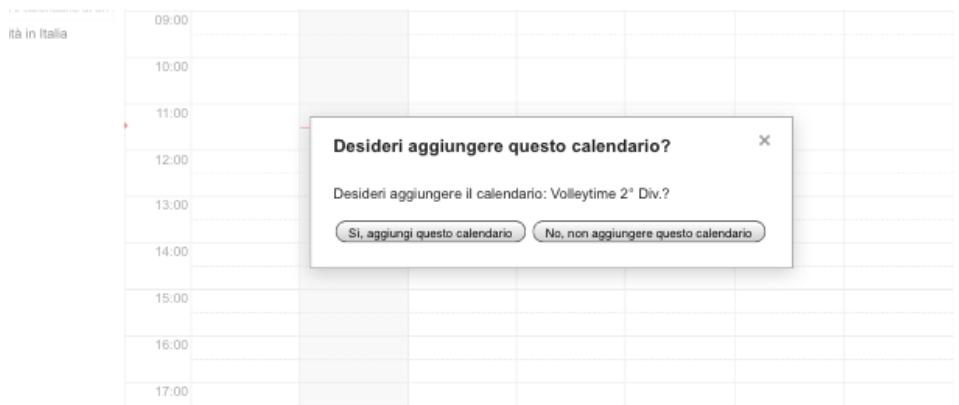 ità in Italia
09:00
10:00
11:00
12:00
13:00
14:00
15:00
16:00
17:00
Desideri aggiungere questo calendario?
×
Desideri aggiungere il calendario: Volleytime 2° Div.?
Sì, aggiungi questo calendario
No, non aggiungere questo calendario